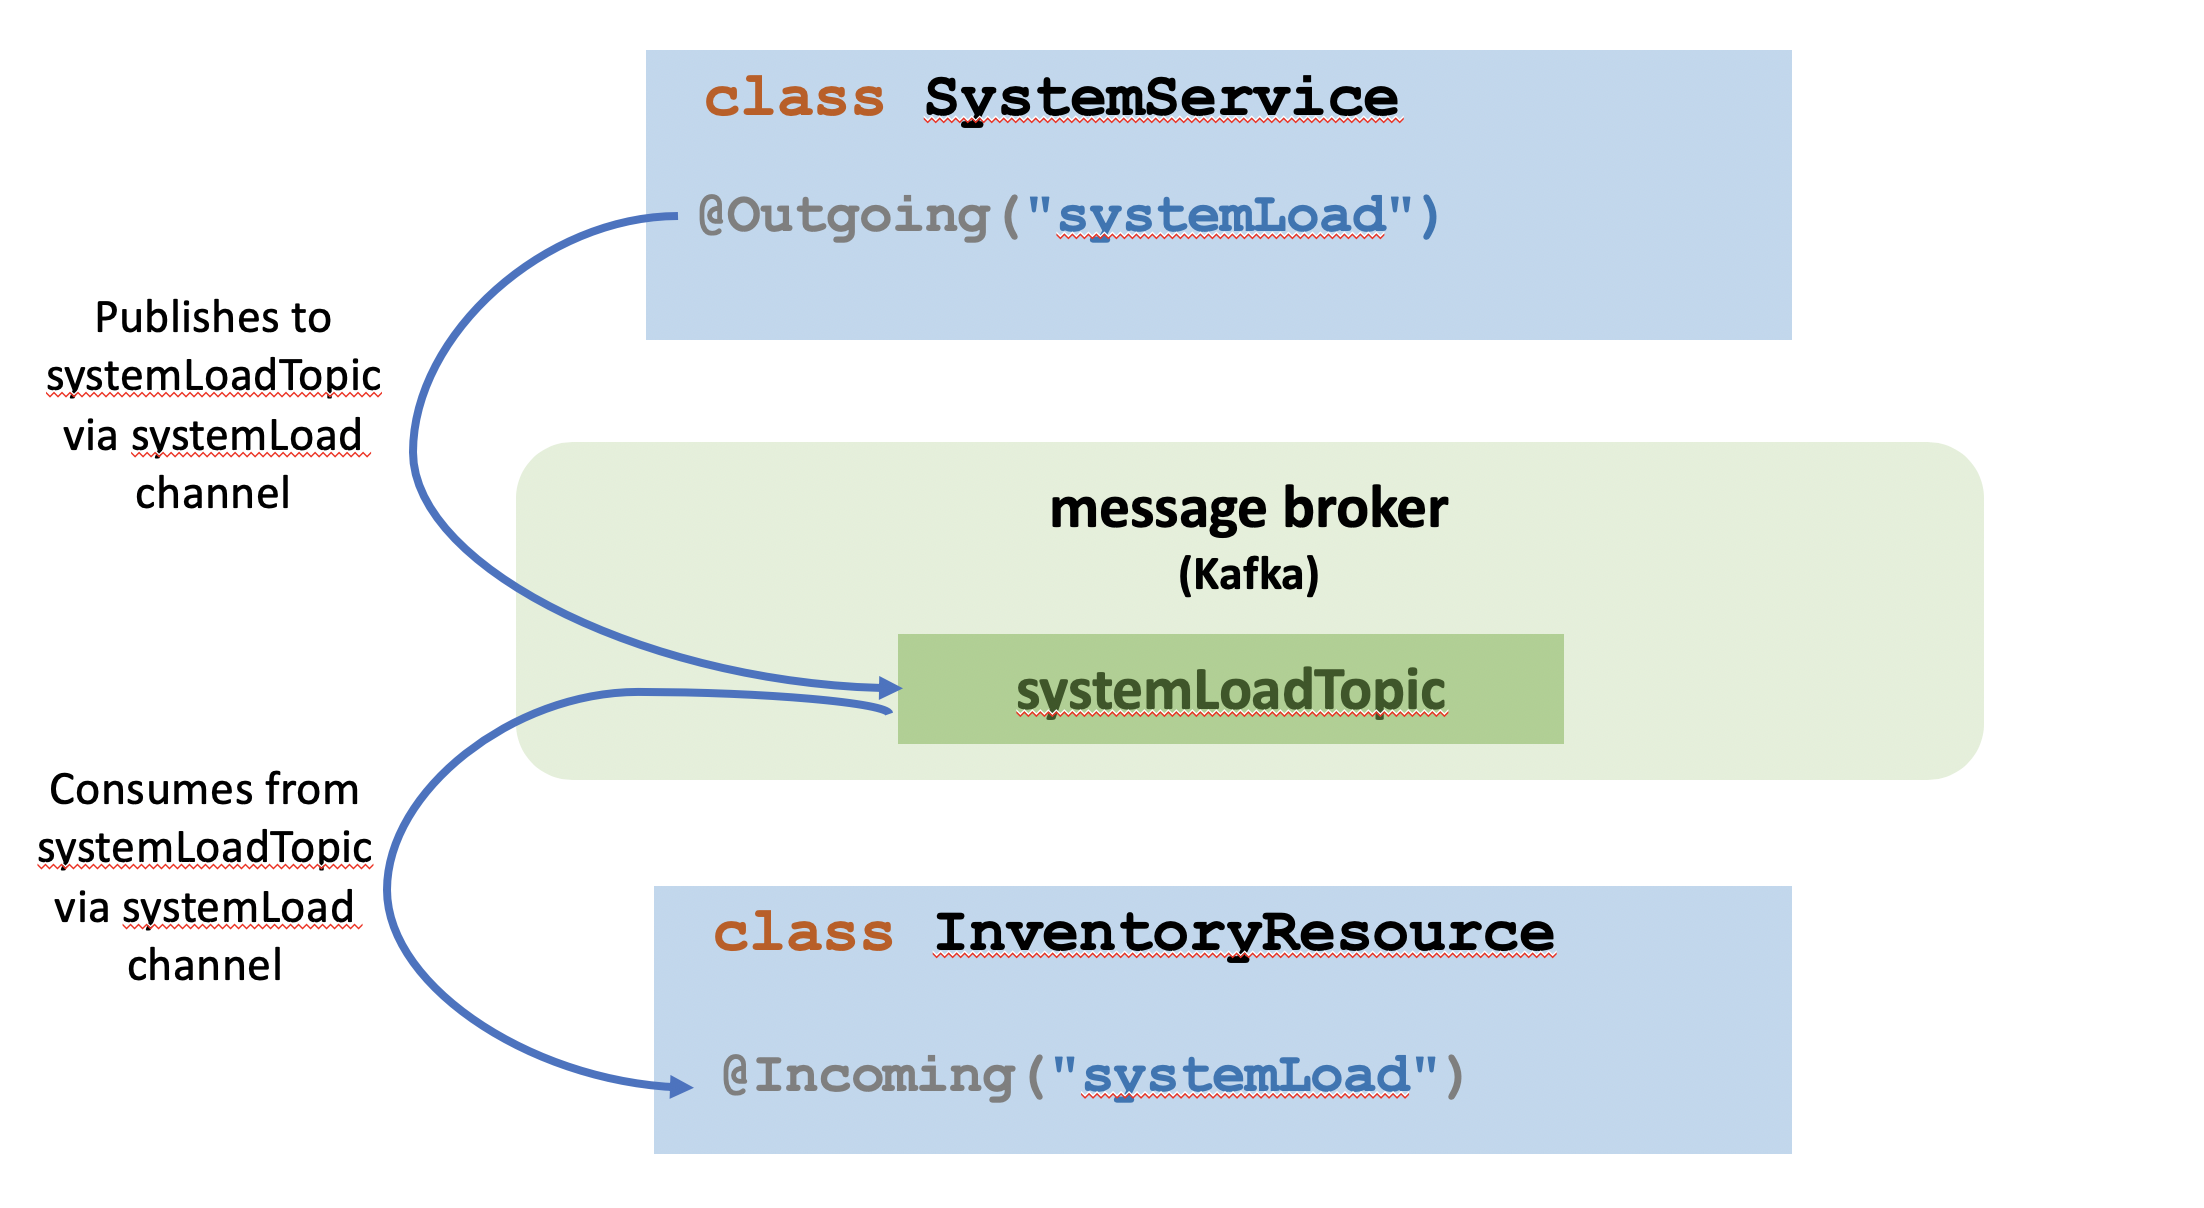 class SystemService
@Outgoing("systemLoad")
Publishes to
systemLoadTopic
via systemLoad
channel
message broker
(Kafka)
systemLoadTopic
Consumes from
systemLoadTopic
via systemLoad
channel
class InventoryResource
@Incoming("systemLoad")